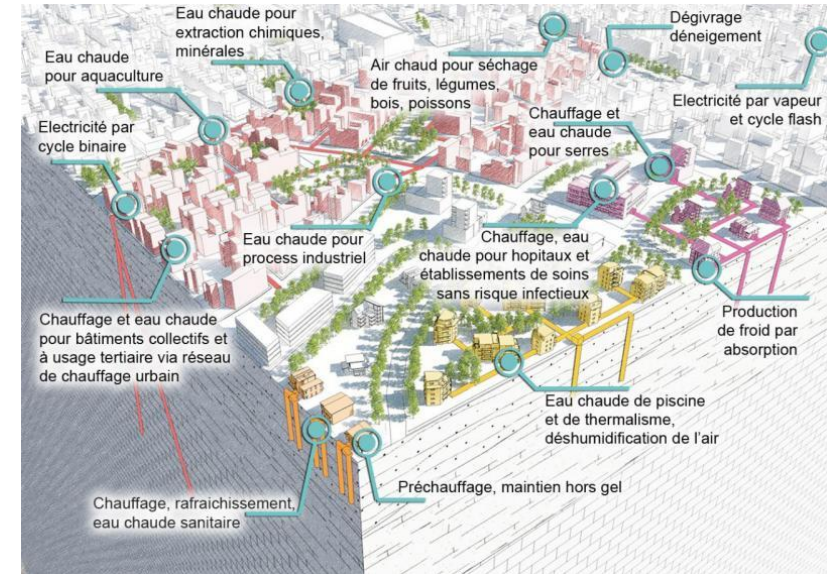 Eau chaude pour
extraction chimiques,
minérales
Dégivrage
déneigement
Eau chaude
pour aquaculture
Air chaud pour séchage
de fruits, légumes,
bois, poissons
Electricité par vapeur
et cycle flash
Electricité par
cycle binaire
Chauffage et
eau chaude
pour serres
Eau chaude pour
process industriel
Chauffage, eau
chaude pour hopitaux et
établissements de soins
sans risque infectieux
Chauffage et eau chaude
pour bâtiments collectifs et
à usage tertiaire via réseau
de chauffage urbain
Production
de froid par
absorption
Eau chaude de piscine
et de thermalisme,
déshumidification de l'air
Chauffage, rafraichissement,
eau chaude sanitaire
Préchauffage, maintien hors gel